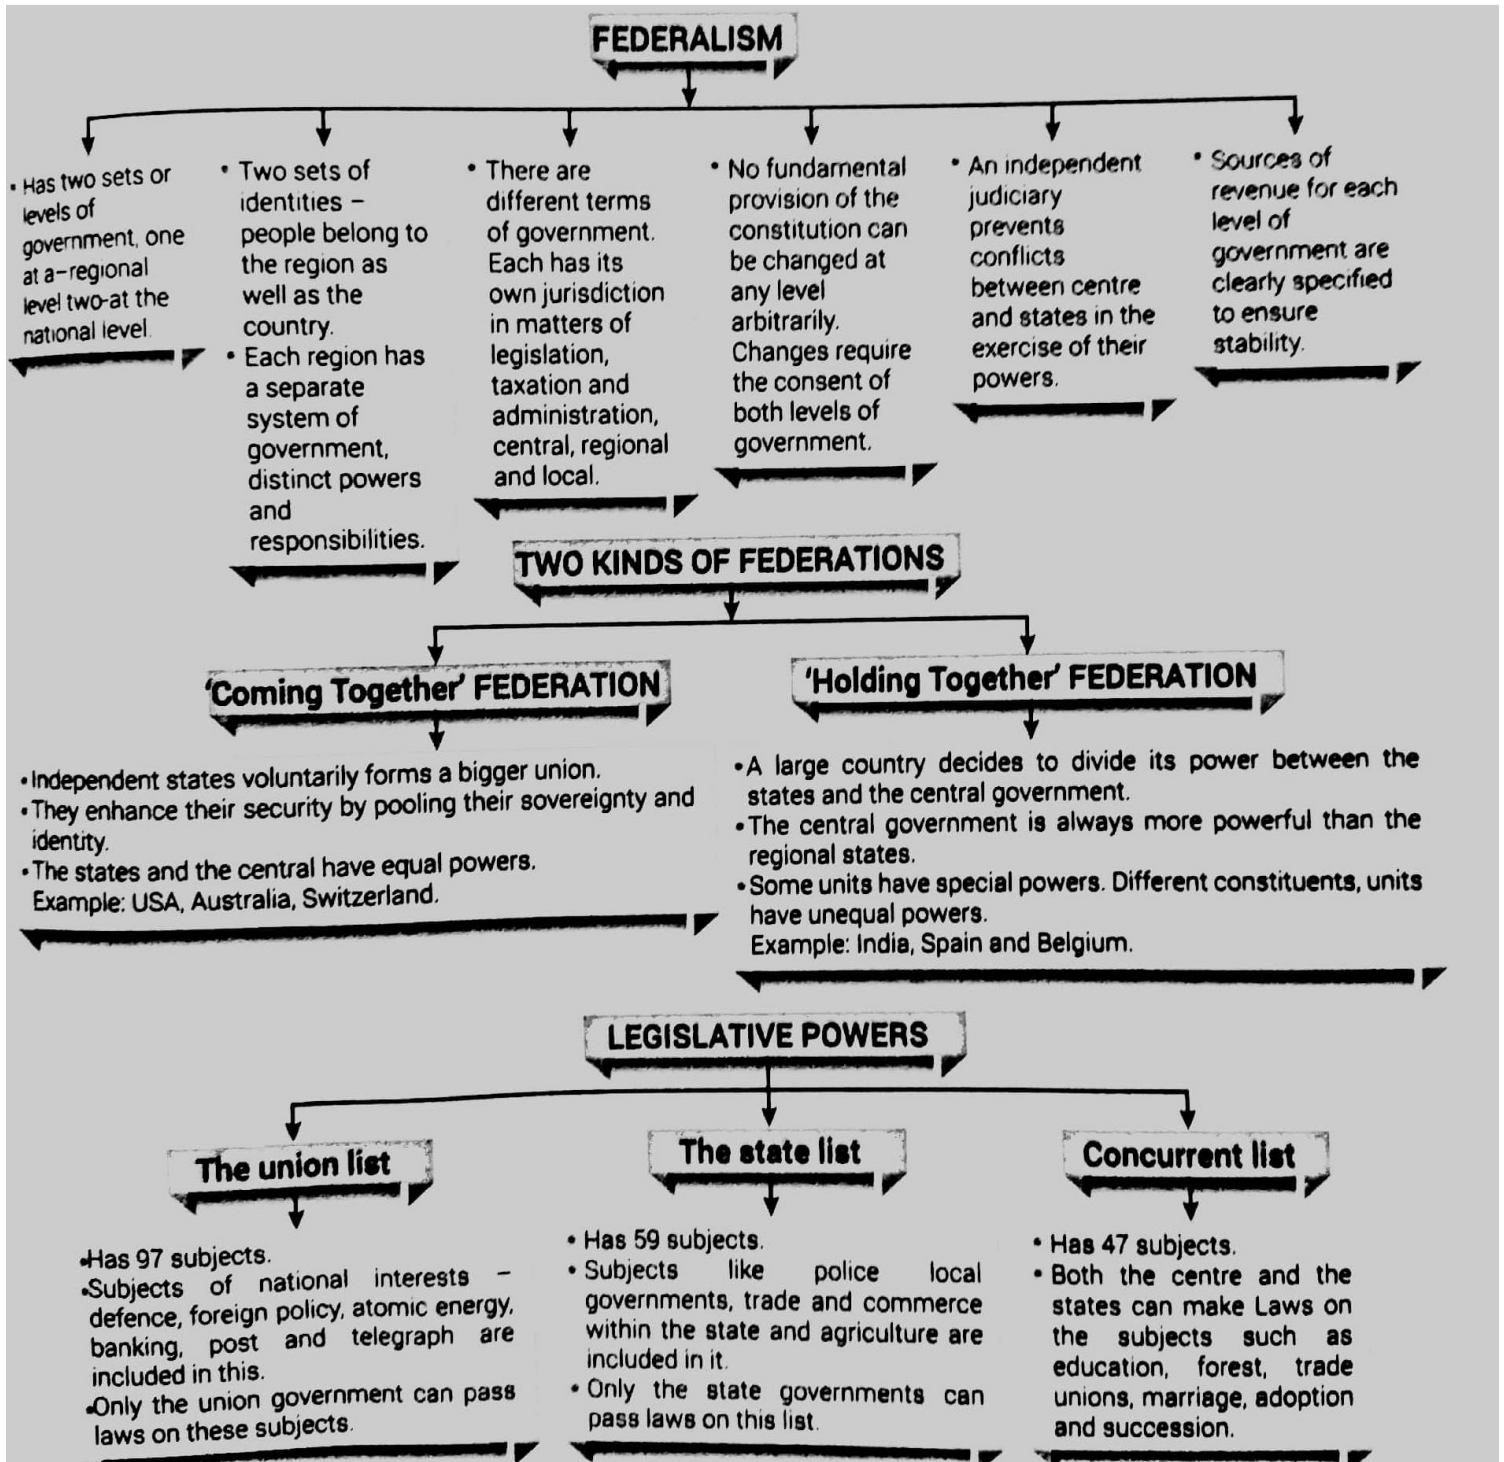 FEDERALISM
• Has two sets or
levels of
government, one
at a-regional
level two-at the
national level.
• Two sets of
identities –
people belong to
the region as
well as the
country.
• Each region has
a separate
system of
government,
distinct powers
and
responsibilities.
• There are
different terms
of government.
Each has its
own jurisdiction
in matters of
legislation,
taxation and
administration,
central, regional
and local.
• No fundamental
provision of the
constitution can
be changed at
any level
arbitrarily.
Changes require
the consent of
both levels of
government.
• An independent
judiciary
prevents
conflicts
between centre
and states in the
exercise of their
powers.
• Sources of
revenue for each
level of
government are
clearly specified
to ensure
stability.
TWO KINDS OF FEDERATIONS
'Coming Together' FEDERATION
• Independent states voluntarily forms a bigger union.
• They enhance their security by pooling their sovereignty and
identity.
• The states and the central have equal powers.
Example: USA, Australia, Switzerland.
'Holding Together' FEDERATION
• A large country decides to divide its power between the
states and the central government.
• The central government is always more powerful than the
regional states.
• Some units have special powers. Different constituents, units
have unequal powers.
Example: India, Spain and Belgium.
LEGISLATIVE POWERS
The union list
• Has 97 subjects.
• Subjects of national interests –
defence, foreign policy, atomic energy,
banking, post and telegraph are
included in this.
• Only the union government can pass
laws on these subjects.
The state list
• Has 59 subjects.
• Subjects like police local
governments, trade and commerce
within the state and agriculture are
included in it.
• Only the state governments can
pass laws on this list.
Concurrent list
• Has 47 subjects.
• Both the centre and the
states can make Laws on
the subjects such as
education, forest, trade
unions, marriage, adoption
and succession.